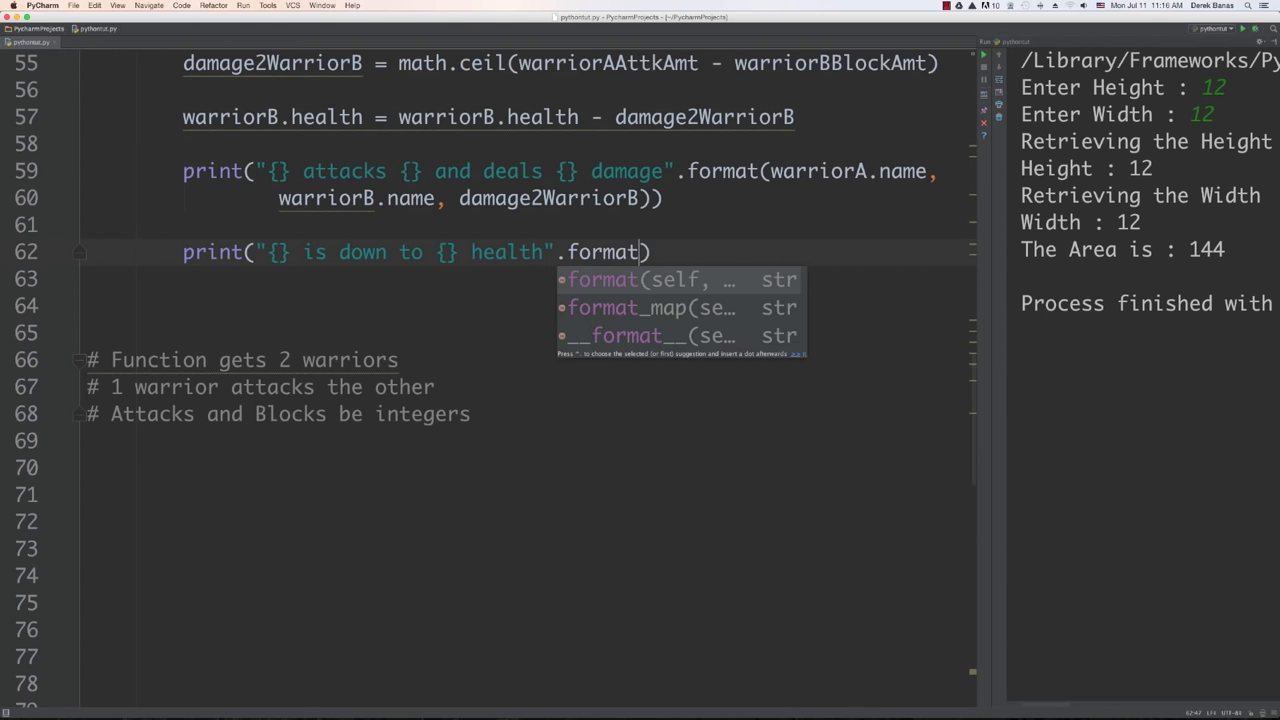 PyCharm File Edit View Navigate Code Refactor Run Tools VCS Window Help 10 Mon Jul 11 11:16 AM Derek Banas
pythontut.py - PycharmProjects - [~/PycharmProjects]
PycharmProjects pythontut.py pythontut
pythontut.py
Run: pythontut
55 damage2WarriorB = math.ceil(warriorAAttkAmt - warriorBBlockAmt)
56
57 warriorB.health = warriorB.health - damage2WarriorB
58
59 print("{} attacks {} and deals {} damage".format(warriorA.name,
60 warriorB.name, damage2WarriorB))
61
62 print("{} is down to {} health".format)
63
64
65
format(self, … str
format_map(se… str
__format__(se… str
Press ^. to choose the selected (or first) suggestion and insert a dot afterwards >>
66 # Function gets 2 warriors
67 # 1 warrior attacks the other
68 # Attacks and Blocks be integers
69
70
71
72
73
74
75
76
77
78
/Library/Frameworks/Py
Enter Height : 12
Enter Width : 12
Retrieving the Height
Height : 12
Retrieving the Width
Width : 12
The Area is : 144
Process finished with
62:47 LF÷ UTF-8÷